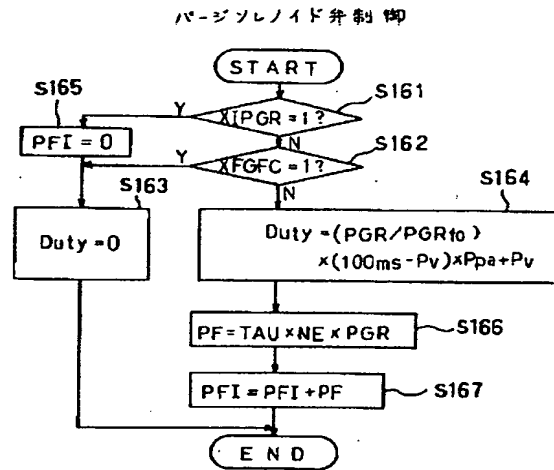 パージソレノイド弁制御
START
S165
S161
Y
XIPGR=1?
N
PFI=0
S162
Y
XFGFC=1?
N
S163
S164
Duty=0
Duty=(PGR/PGRfo)
×(100ms-Pv)×Ppa+Pv
PF=TAU×NE×PGR
S166
PFI=PFI+PF
S167
END